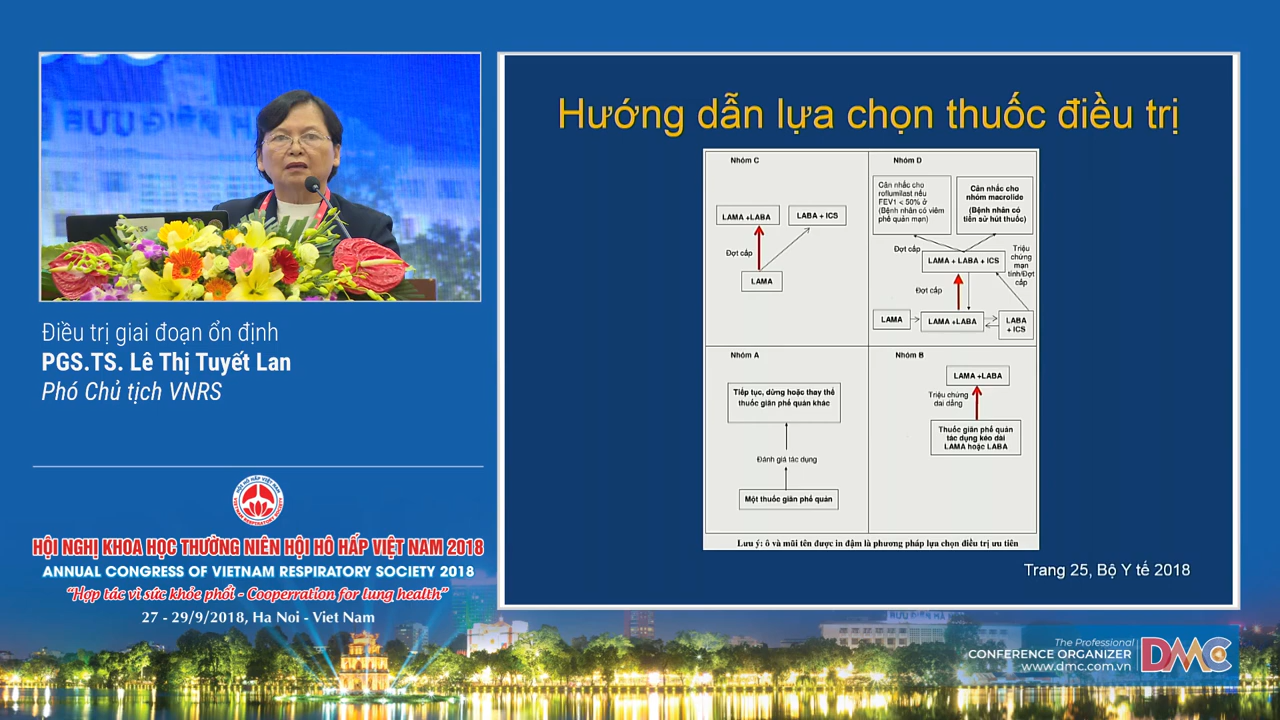 Điều trị giai đoạn ổn định
PGS.TS. Lê Thị Tuyết Lan
Phó Chủ tịch VNRS
HỘI HÔ HẤP VIỆT NAM
VIETNAM RESPIRATORY SOCIETY
HỘI NGHỊ KHOA HỌC THƯỜNG NIÊN HỘI HÔ HẤP VIỆT NAM 2018
ANNUAL CONGRESS OF VIETNAM RESPIRATORY SOCIETY 2018
"Hợp tác vì sức khỏe phổi - Cooperration for lung health"
27 - 29/9/2018, Ha Noi - Viet Nam
Hướng dẫn lựa chọn thuốc điều trị
Nhóm C
LAMA +LABA
LABA + ICS
Đợt cấp
LAMA
Nhóm D
Cân nhắc cho
roflumilast nếu
FEV1 < 50% ở
(Bệnh nhân có viêm
phế quản mạn)
Cân nhắc cho
nhóm macrolide
(Bệnh nhân có
tiền sử hút thuốc)
Đợt cấp
LAMA + LABA + ICS
Triệu
chứng
mạn
tính/Đợt
cấp
Đợt cấp
LAMA
LAMA +LABA
LABA
+ ICS
Nhóm A
Tiếp tục, dừng hoặc thay thế
thuốc giãn phế quản khác
Đánh giá tác dụng
Một thuốc giãn phế quản
Nhóm B
LAMA +LABA
Triệu chứng
dai dẳng
Thuốc giãn phế quản
tác dụng kéo dài
LAMA hoặc LABA
Lưu ý: ô và mũi tên được in đậm là phương pháp lựa chọn điều trị ưu tiên
Trang 25, Bộ Y tế 2018
The Professional
CONFERENCE ORGANIZER
www.dmc.com.vn
DMC